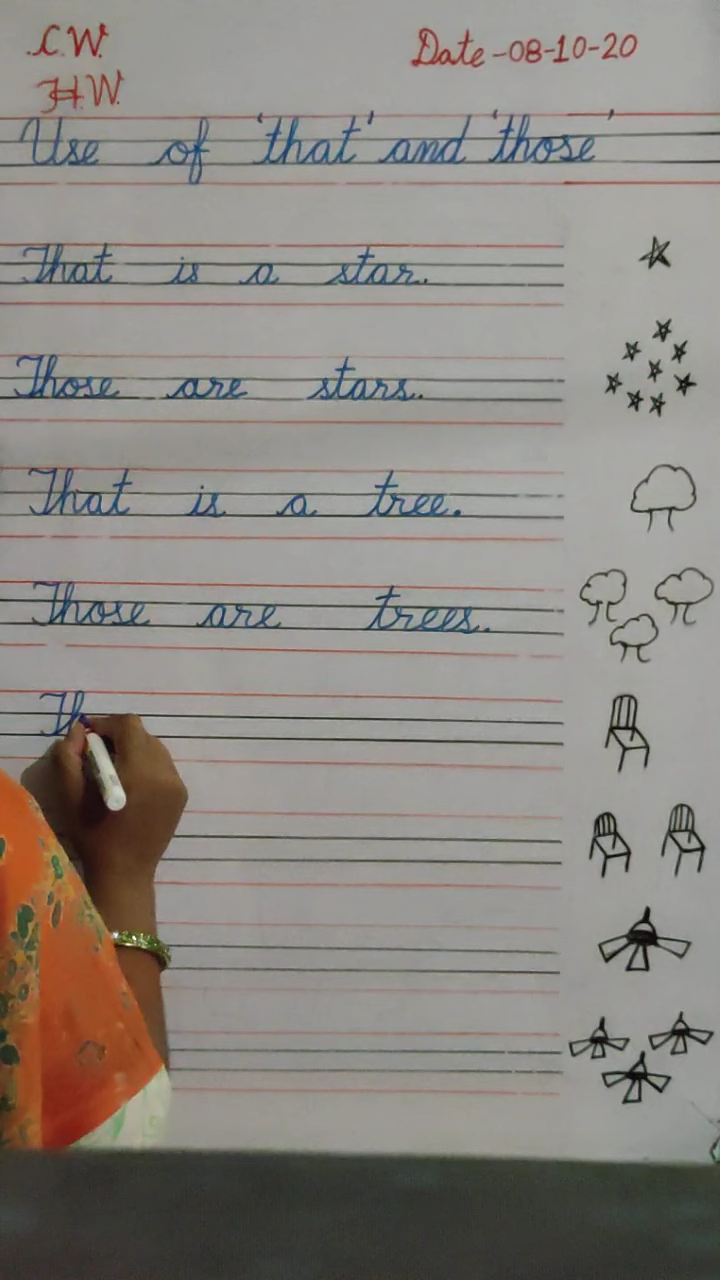 C.W.
Date-08-10-20
H.W.
Use of 'that' and 'those'
That is a star.
Those are stars.
That is a tree.
Those are trees.
Th